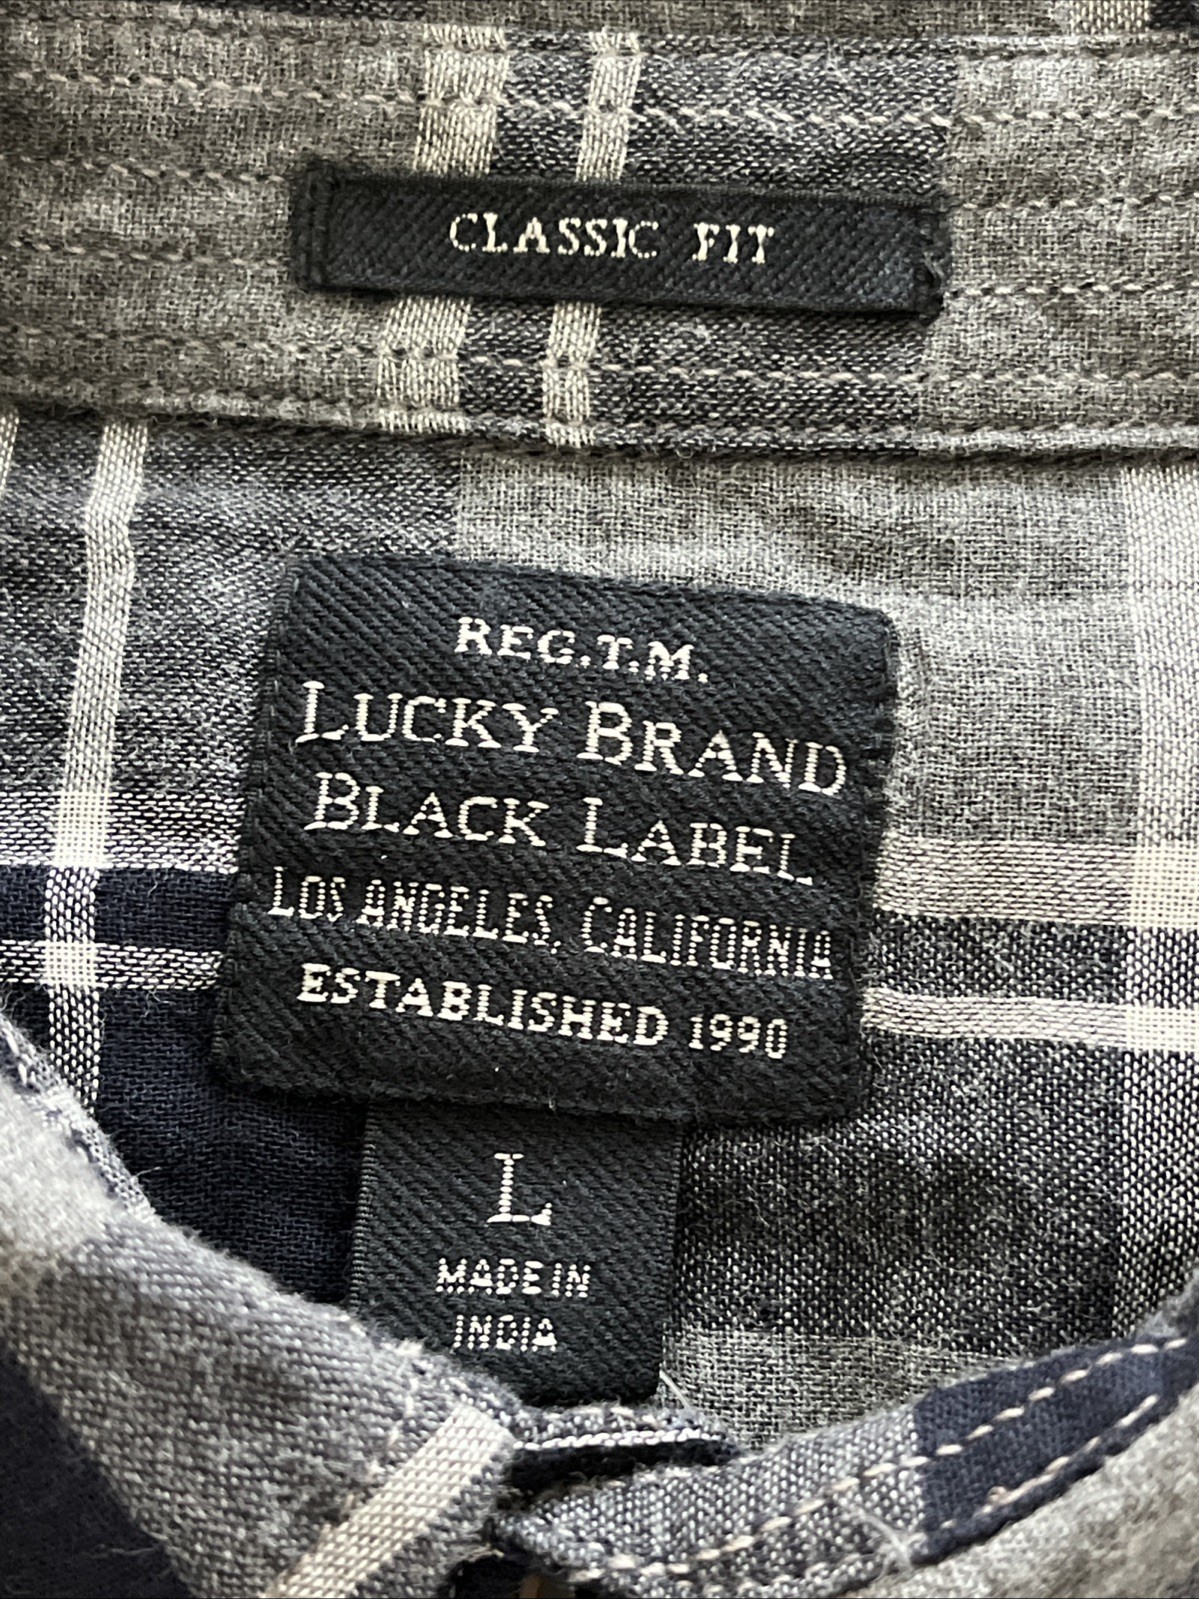 CLASSIC FIT
REG.T.M.
LUCKY BRAND
BLACK LABEL
LOS ANGELES, CALIFORNIA
ESTABLISHED 1990
L
MADE IN
INDIA